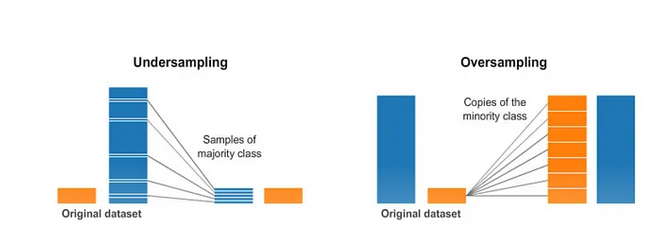 Undersampling
Samples of
majority class
Original dataset
Oversampling
Copies of the
minority class
Original dataset